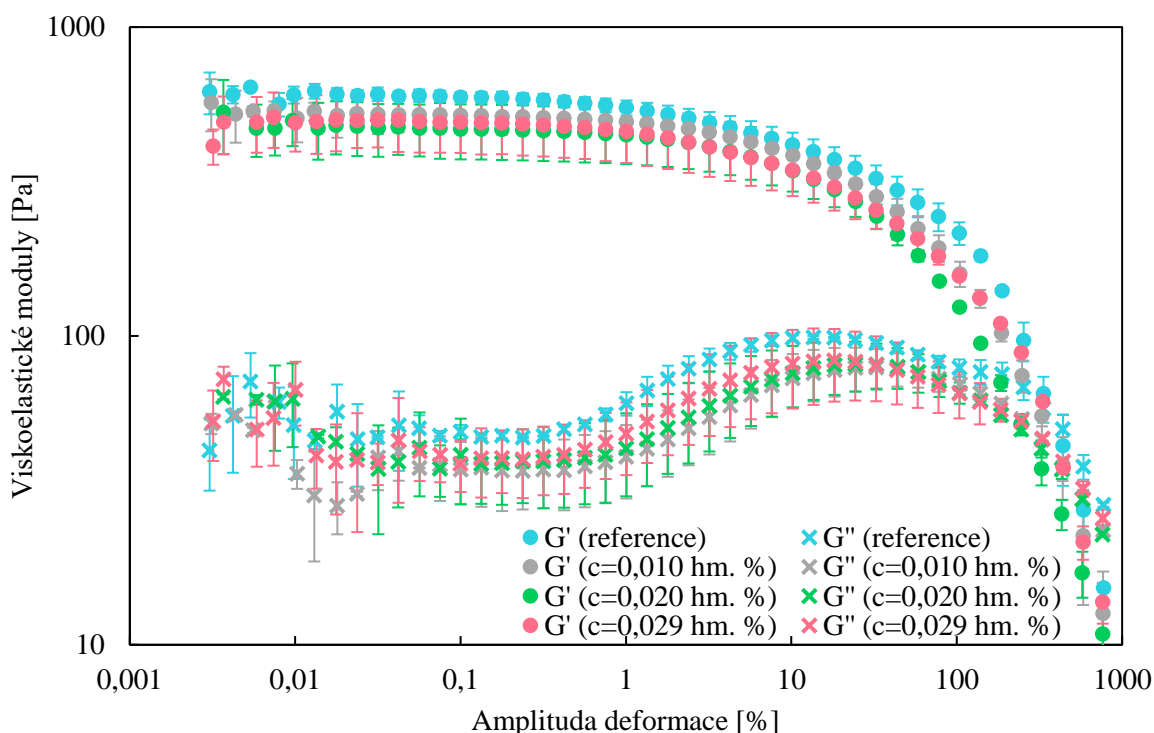 1000
100
10
Viskoelastické moduly [Pa]
G' (reference) G'' (reference)
G' (c=0,010 hm. %) G'' (c=0,010 hm. %)
G' (c=0,020 hm. %) G'' (c=0,020 hm. %)
G' (c=0,029 hm. %) G'' (c=0,029 hm. %)
0,001 0,01 0,1 1 10 100 1000
Amplituda deformace [%]